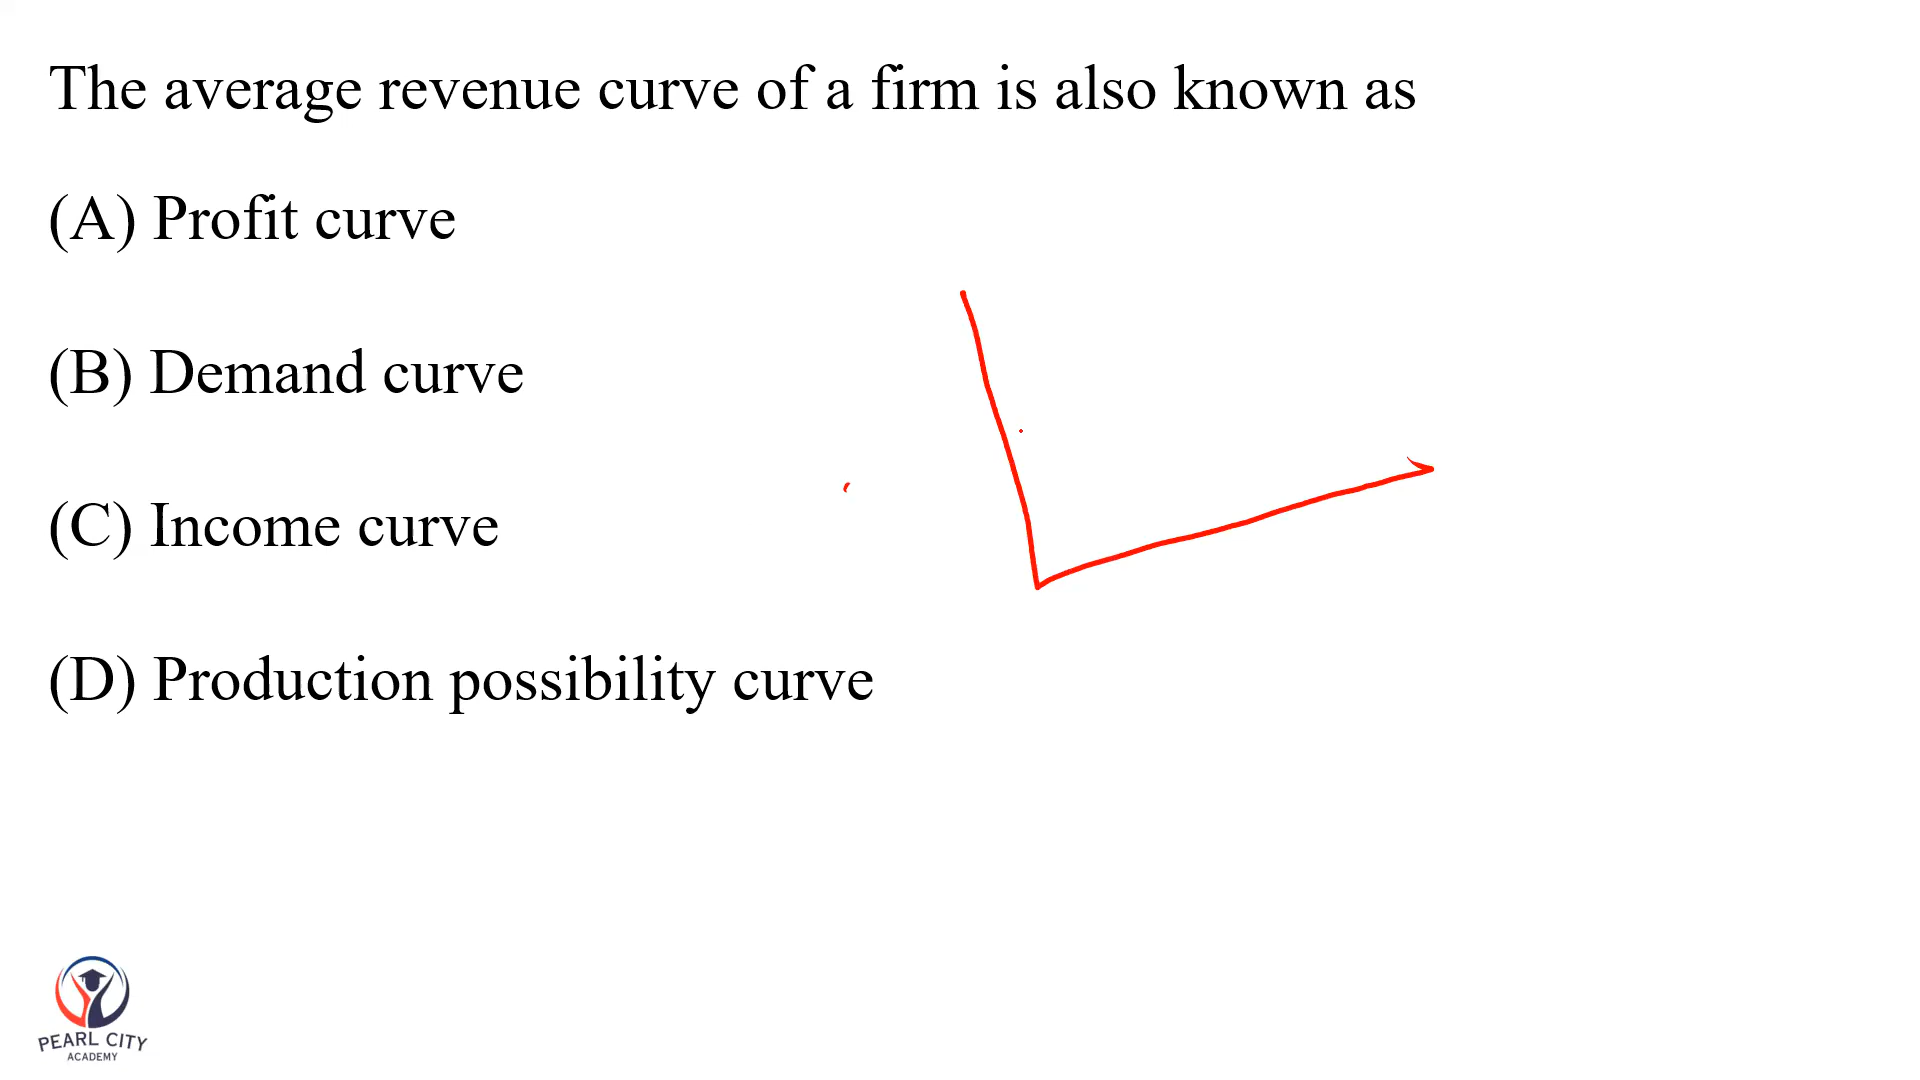 The average revenue curve of a firm is also known as
(A) Profit curve
(B) Demand curve
(C) Income curve
(D) Production possibility curve
PEARL CITY
ACADEMY